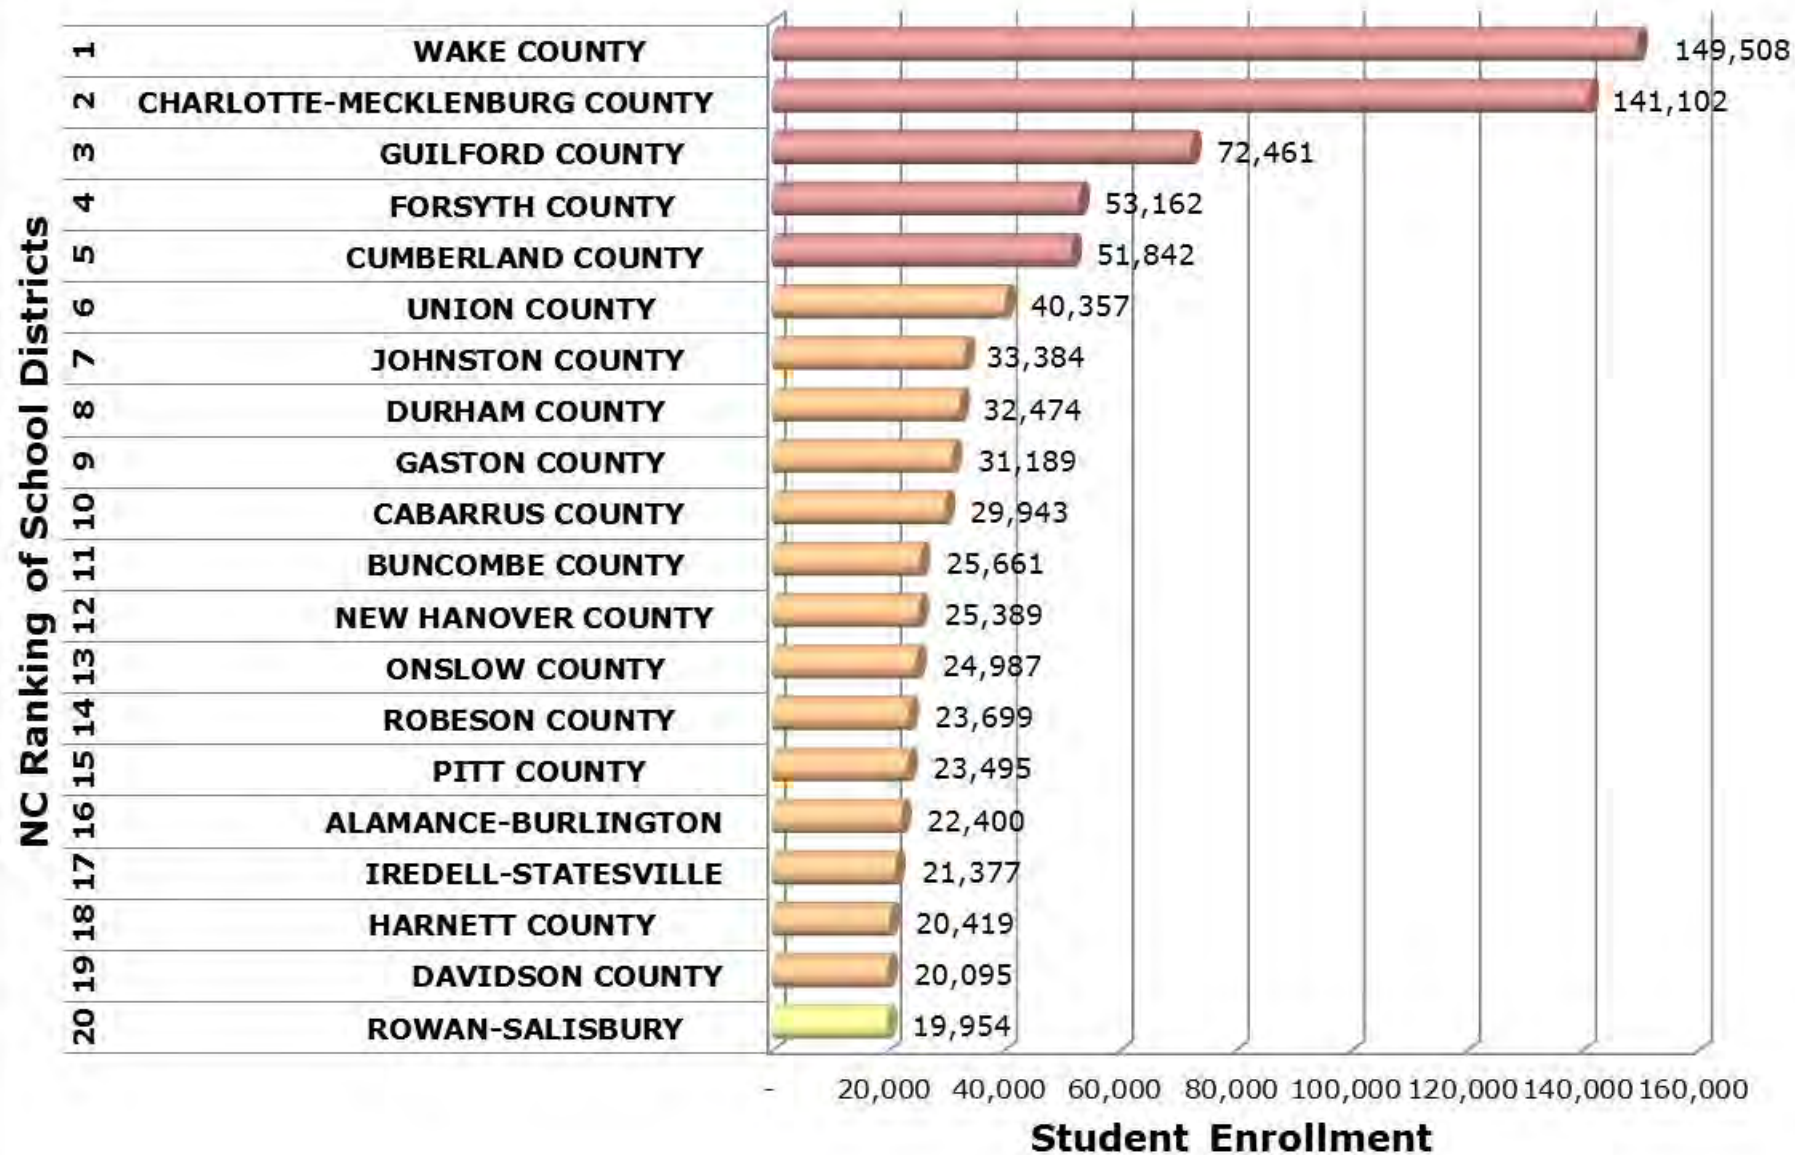 NC Ranking of School Districts
1 WAKE COUNTY 149,508
2 CHARLOTTE-MECKLENBURG COUNTY 141,102
3 GUILFORD COUNTY 72,461
4 FORSYTH COUNTY 53,162
5 CUMBERLAND COUNTY 51,842
6 UNION COUNTY 40,357
7 JOHNSTON COUNTY 33,384
8 DURHAM COUNTY 32,474
9 GASTON COUNTY 31,189
10 CABARRUS COUNTY 29,943
11 BUNCOMBE COUNTY 25,661
12 NEW HANOVER COUNTY 25,389
13 ONSLOW COUNTY 24,987
14 ROBESON COUNTY 23,699
15 PITT COUNTY 23,495
16 ALAMANCE-BURLINGTON 22,400
17 IREDELL-STATESVILLE 21,377
18 HARNETT COUNTY 20,419
19 DAVIDSON COUNTY 20,095
20 ROWAN-SALISBURY 19,954
- 20,000 40,000 60,000 80,000 100,000 120,000 140,000 160,000
Student Enrollment